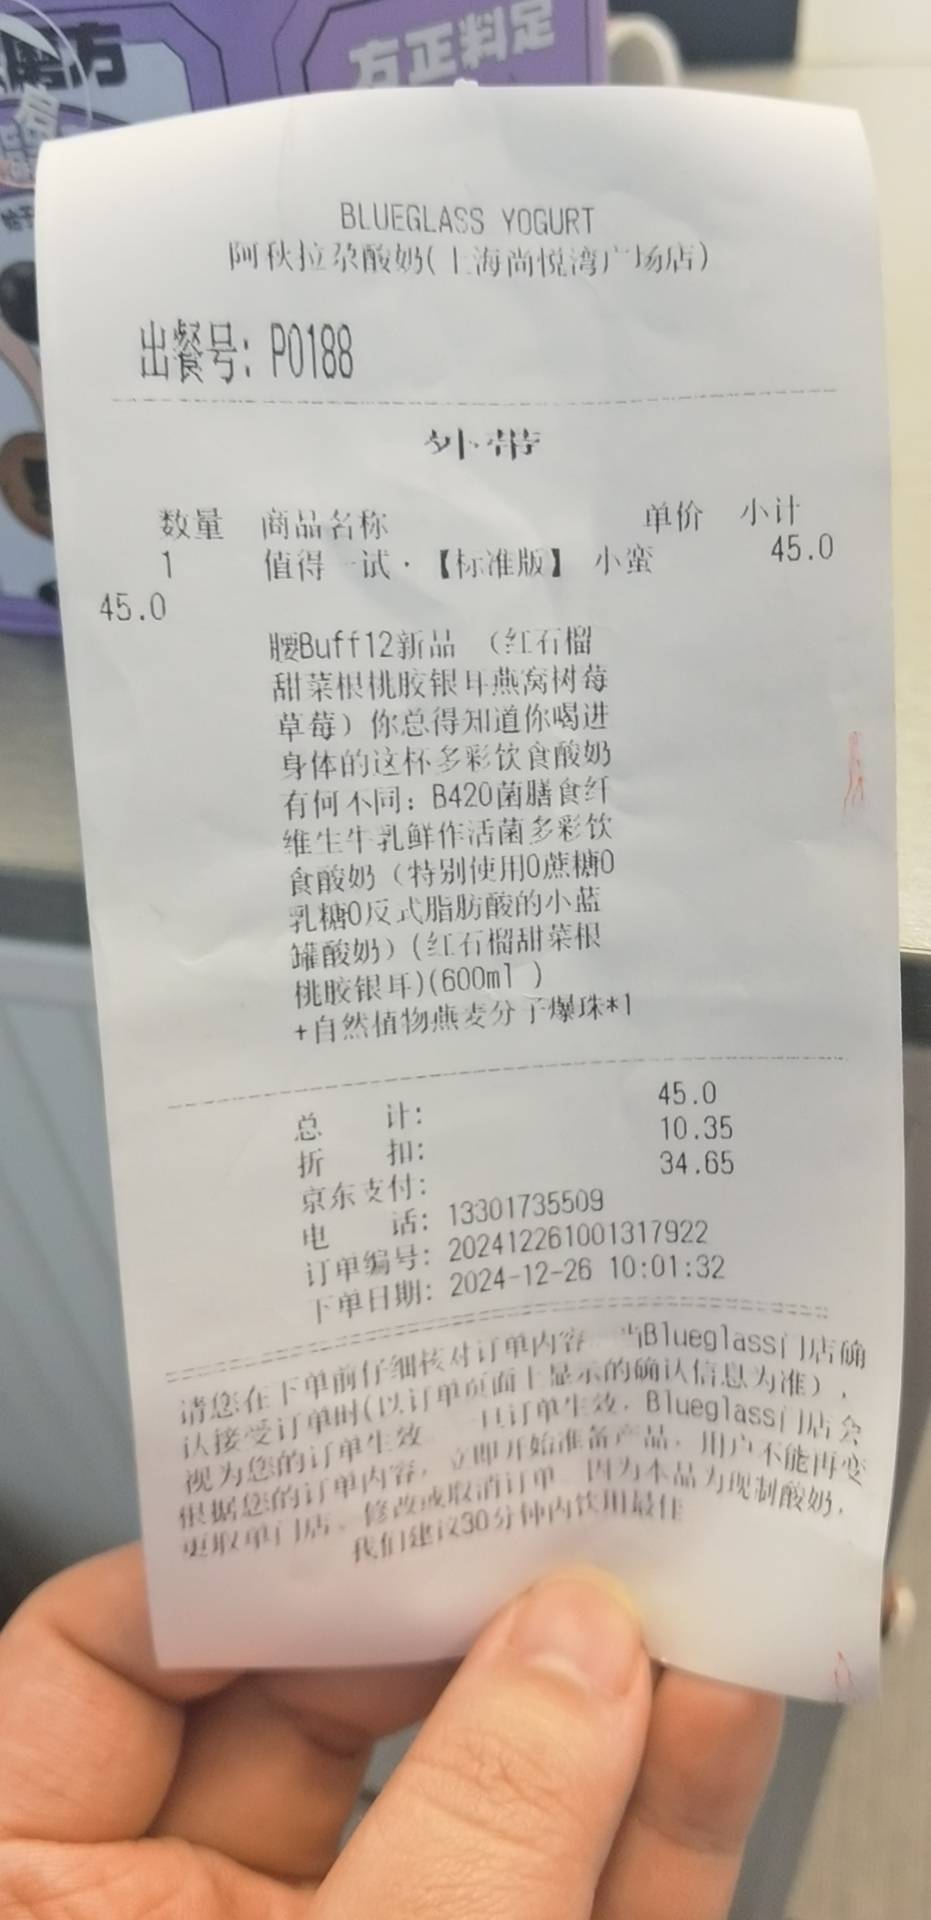 魔方
方正判定
BLUEGLASS YOGURT
阿秋拉尕酸奶(上海尚悦湾广场店)
出餐号: P0188
外带
数量 商品名称 单价 小计
1 值得一试·【标准版】 小蛮 45.0
45.0
腰Buff12新品 （红石榴
甜菜根桃胶银耳燕窝树莓
草莓）你总得知道你喝进
身体的这杯多彩饮食酸奶
有何不同: B420菌膳食纤
维生牛乳鲜作活菌多彩饮
食酸奶（特别使用0蔗糖0
乳糖0反式脂肪酸的小蓝
罐酸奶）(红石榴甜菜根
桃胶银耳)(600ml )
+自然植物燕麦分子爆珠*1
总 计: 45.0
折 扣: 10.35
京东支付: 34.65
电 话: 13301735509
订单编号: 202412261001317922
下单日期: 2024-12-26 10:01:32
请您在下单前仔细核对订单内容。当Blueglass门店确
认接受订单时(以订单页面上显示的确认信息为准)，
视为您的订单生效。一旦订单生效，Blueglass门店会
根据您的订单内容，立即开始准备产品，用户不能再变
更取单门店、修改或取消订单。因为本品为现制酸奶，
我们建议30分钟内饮用最佳